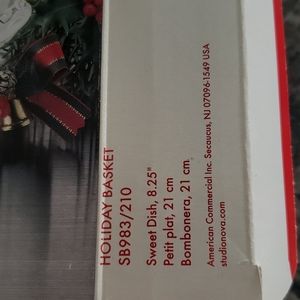 HOLIDAY BASKET
SB983/210
Sweet Dish, 8.25"
Petit plat, 21 cm
Bombonera, 21 cm
American Commercial Inc. Secaucus, NJ 07096-1549 USA
studionova.com